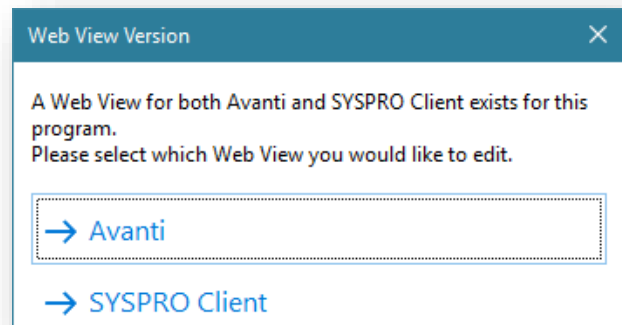 Web View Version
A Web View for both Avanti and SYSPRO Client exists for this
program.
Please select which Web View you would like to edit.
Avanti
SYSPRO Client